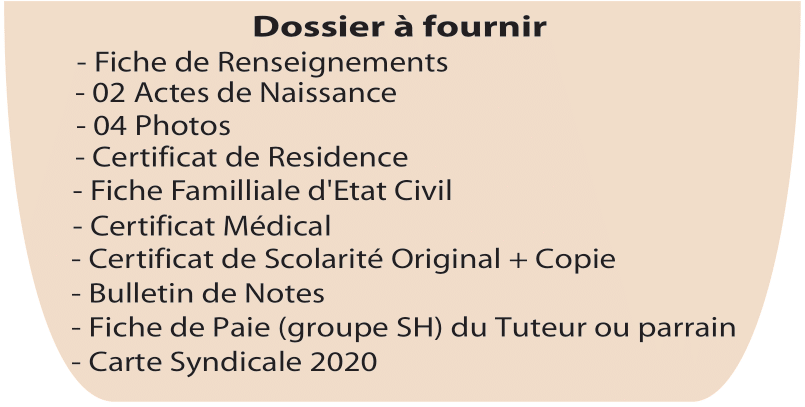 Dossier à fournir
- Fiche de Renseignements
- 02 Actes de Naissance
- 04 Photos
- Certificat de Residence
- Fiche Familliale d'Etat Civil
- Certificat Médical
- Certificat de Scolarité Original + Copie
- Bulletin de Notes
- Fiche de Paie (groupe SH) du Tuteur ou parrain
- Carte Syndicale 2020